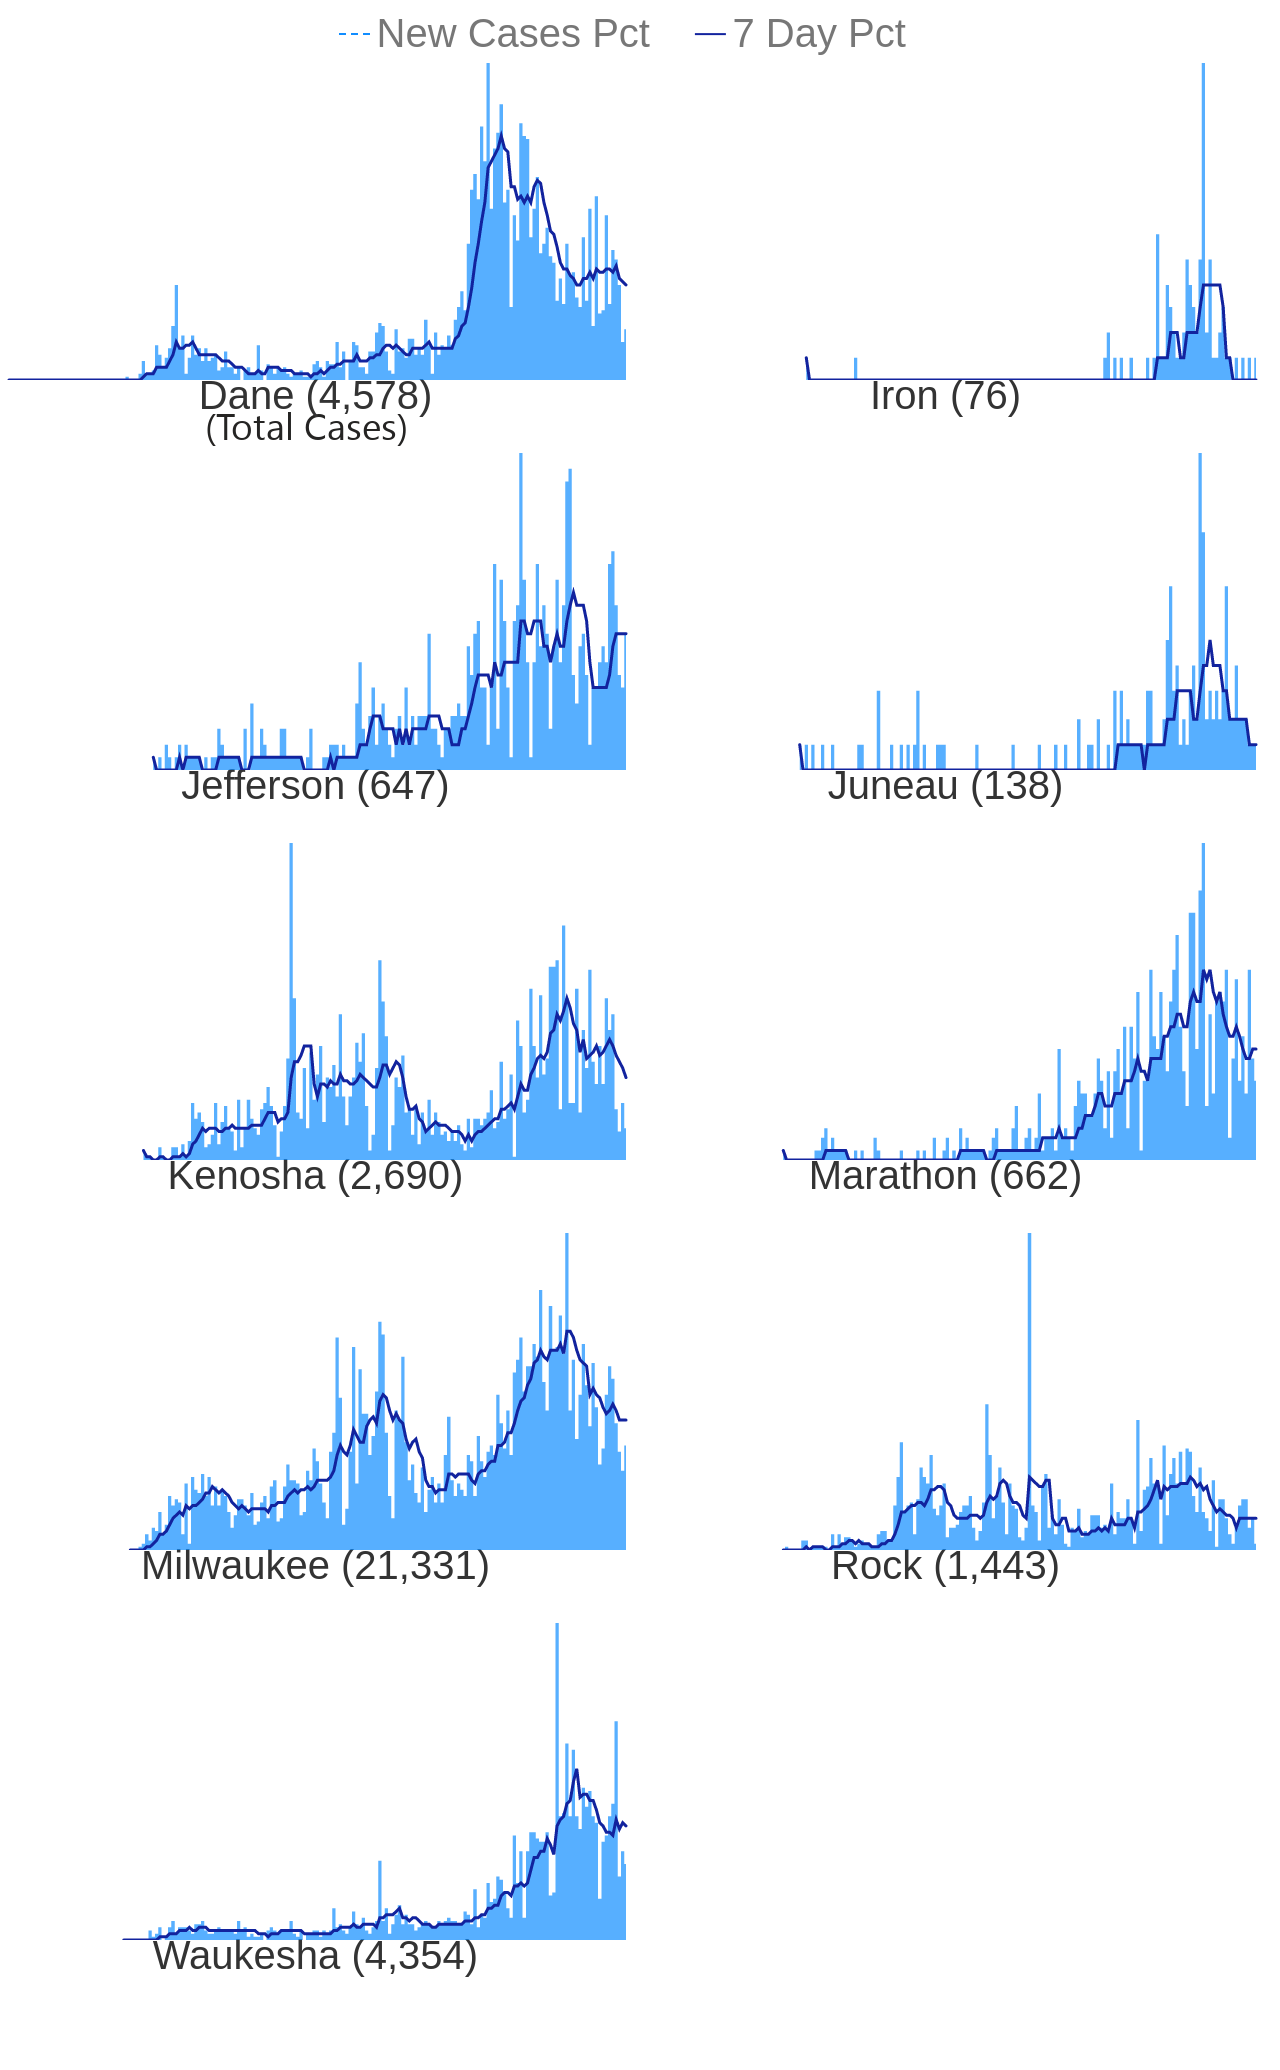 New Cases Pct 7 Day Pct
Dane (4,578) Iron (76)
(Total Cases)
Jefferson (647) Juneau (138)
Kenosha (2,690) Marathon (662)
Milwaukee (21,331) Rock (1,443)
Waukesha (4,354)